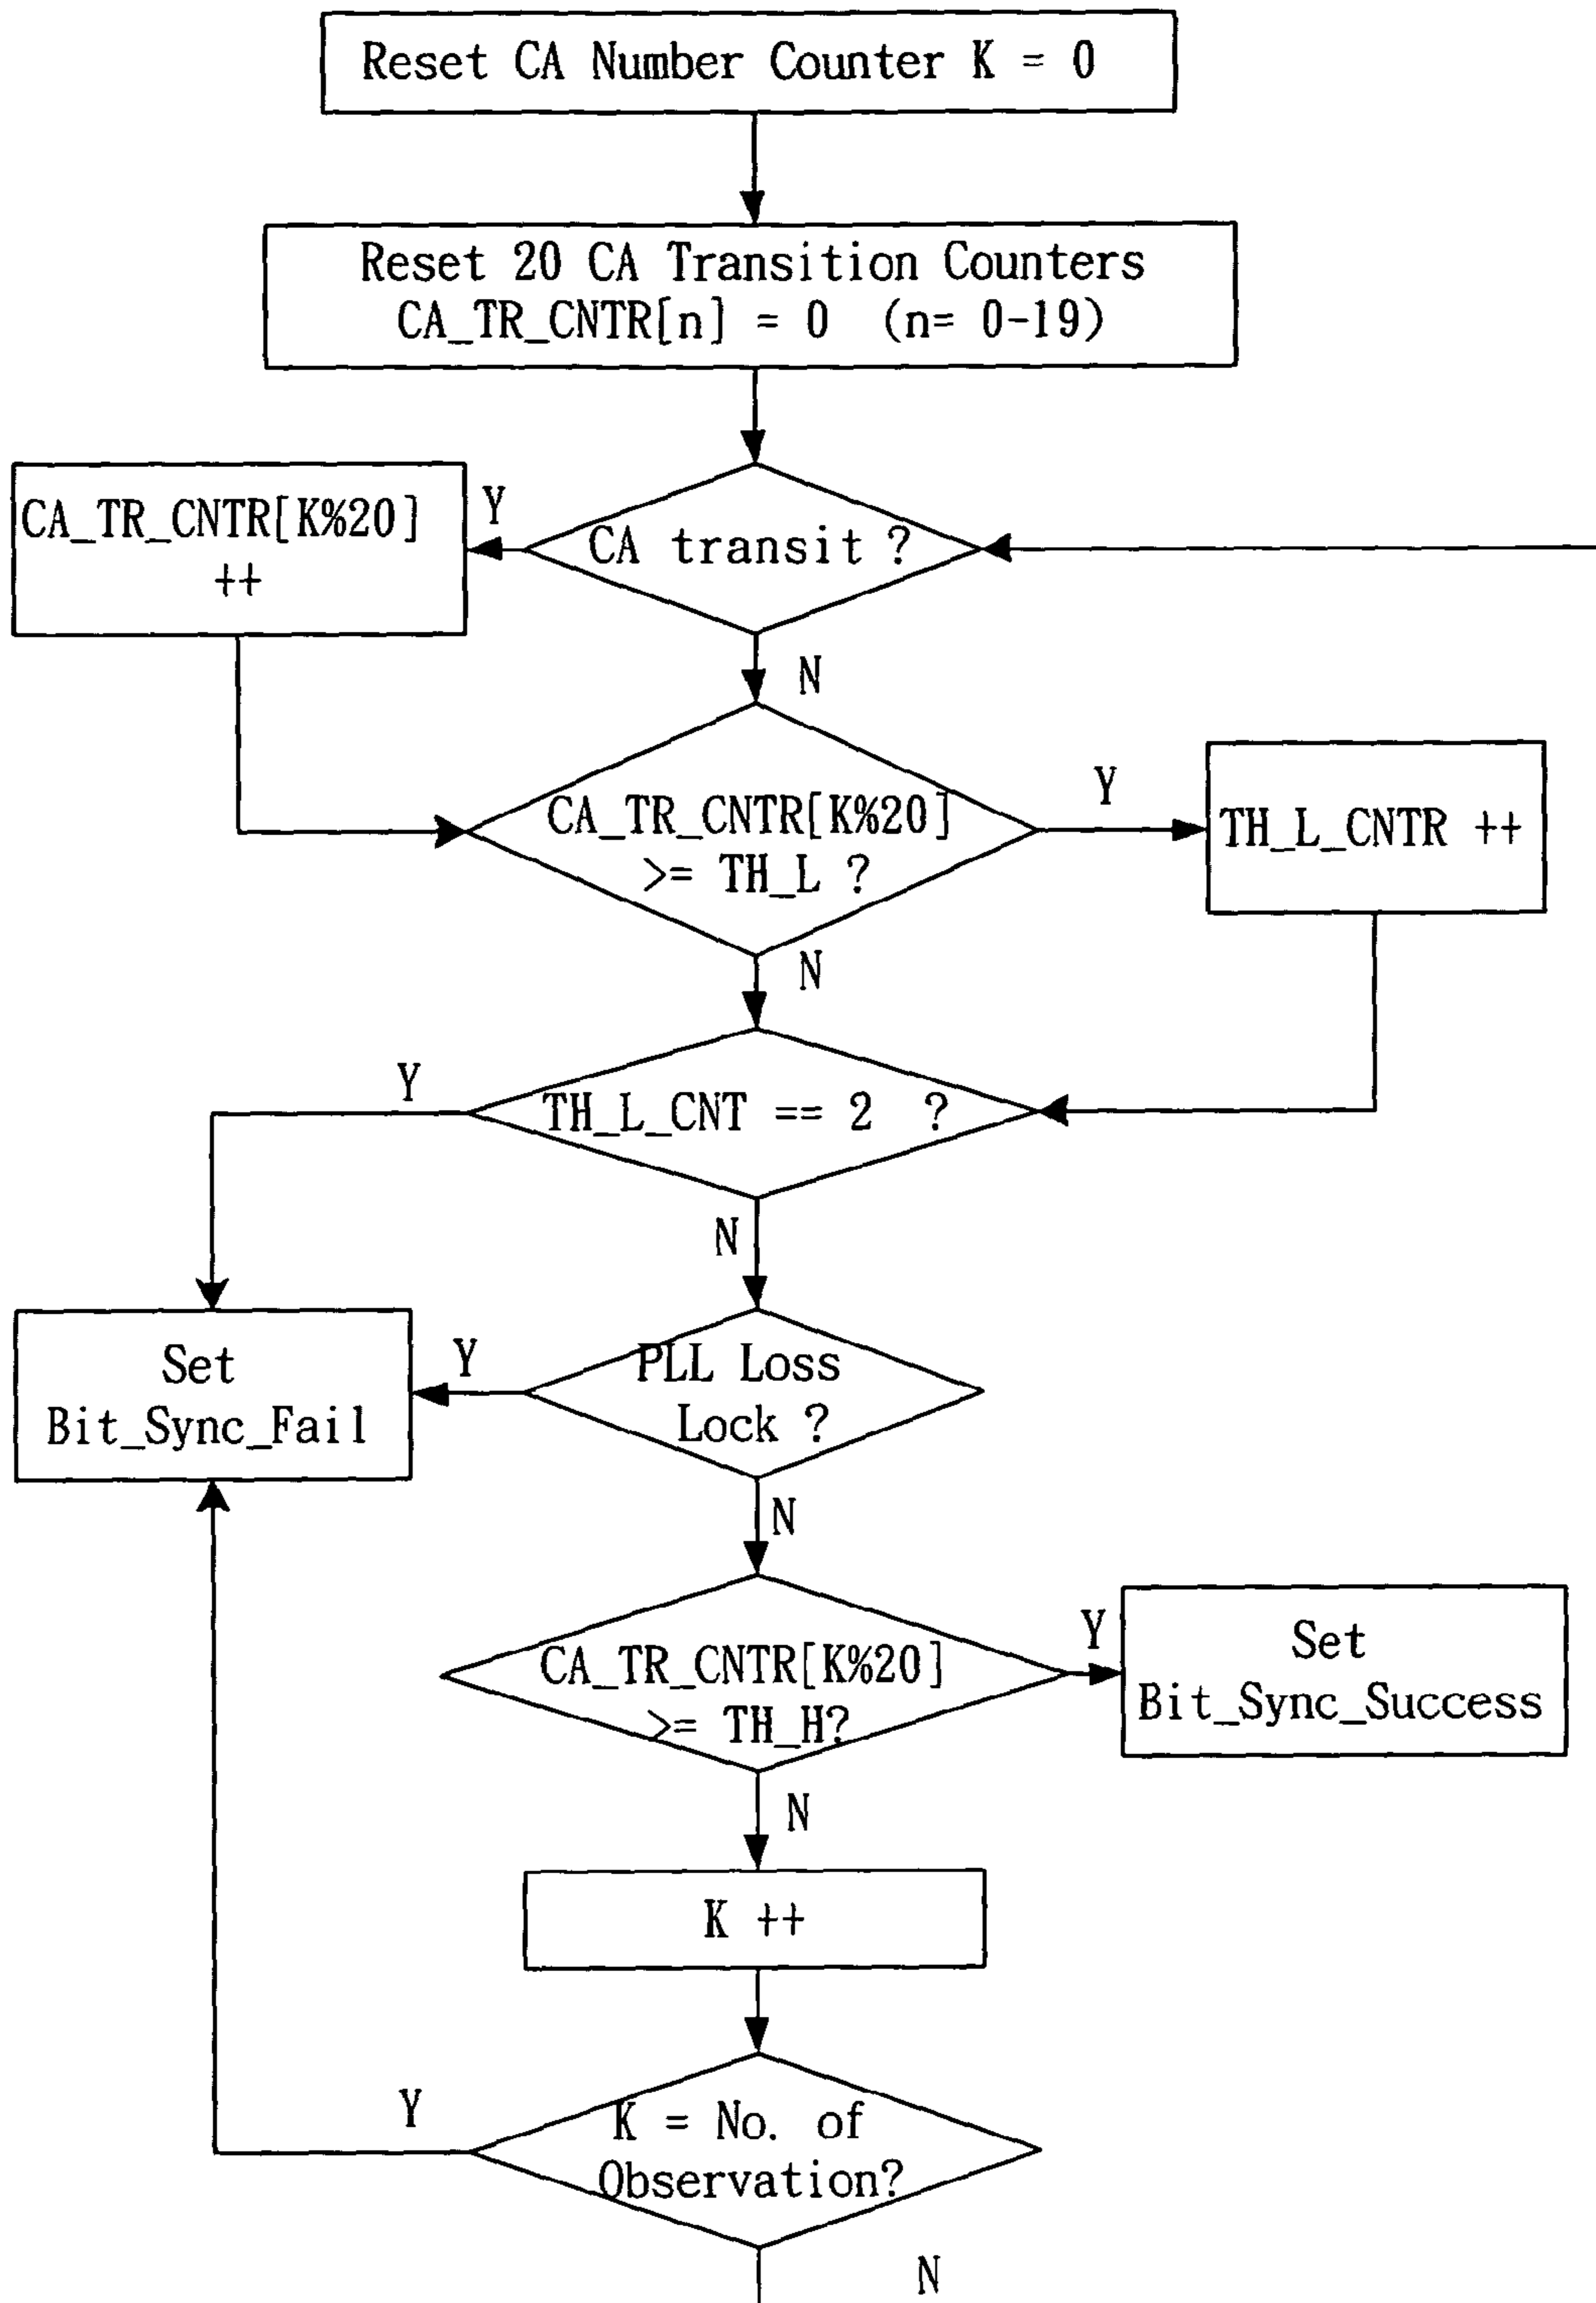 Reset CA Number Counter K = 0
Reset 20 CA Transition Counters
CA_TR_CNTR[n] = 0 (n= 0-19)
CA_TR_CNTR[K%20]
++
Y
CA transit ?
N
CA_TR_CNTR[K%20]
>= TH_L ?
Y
TH_L_CNTR ++
N
Y
TH_L_CNT == 2 ?
N
Set
Bit_Sync_Fail
Y
PLL Loss
Lock ?
N
CA_TR_CNTR[K%20]
>= TH_H?
Y
Set
Bit_Sync_Success
N
K ++
Y
K = No. of
Observation?
N